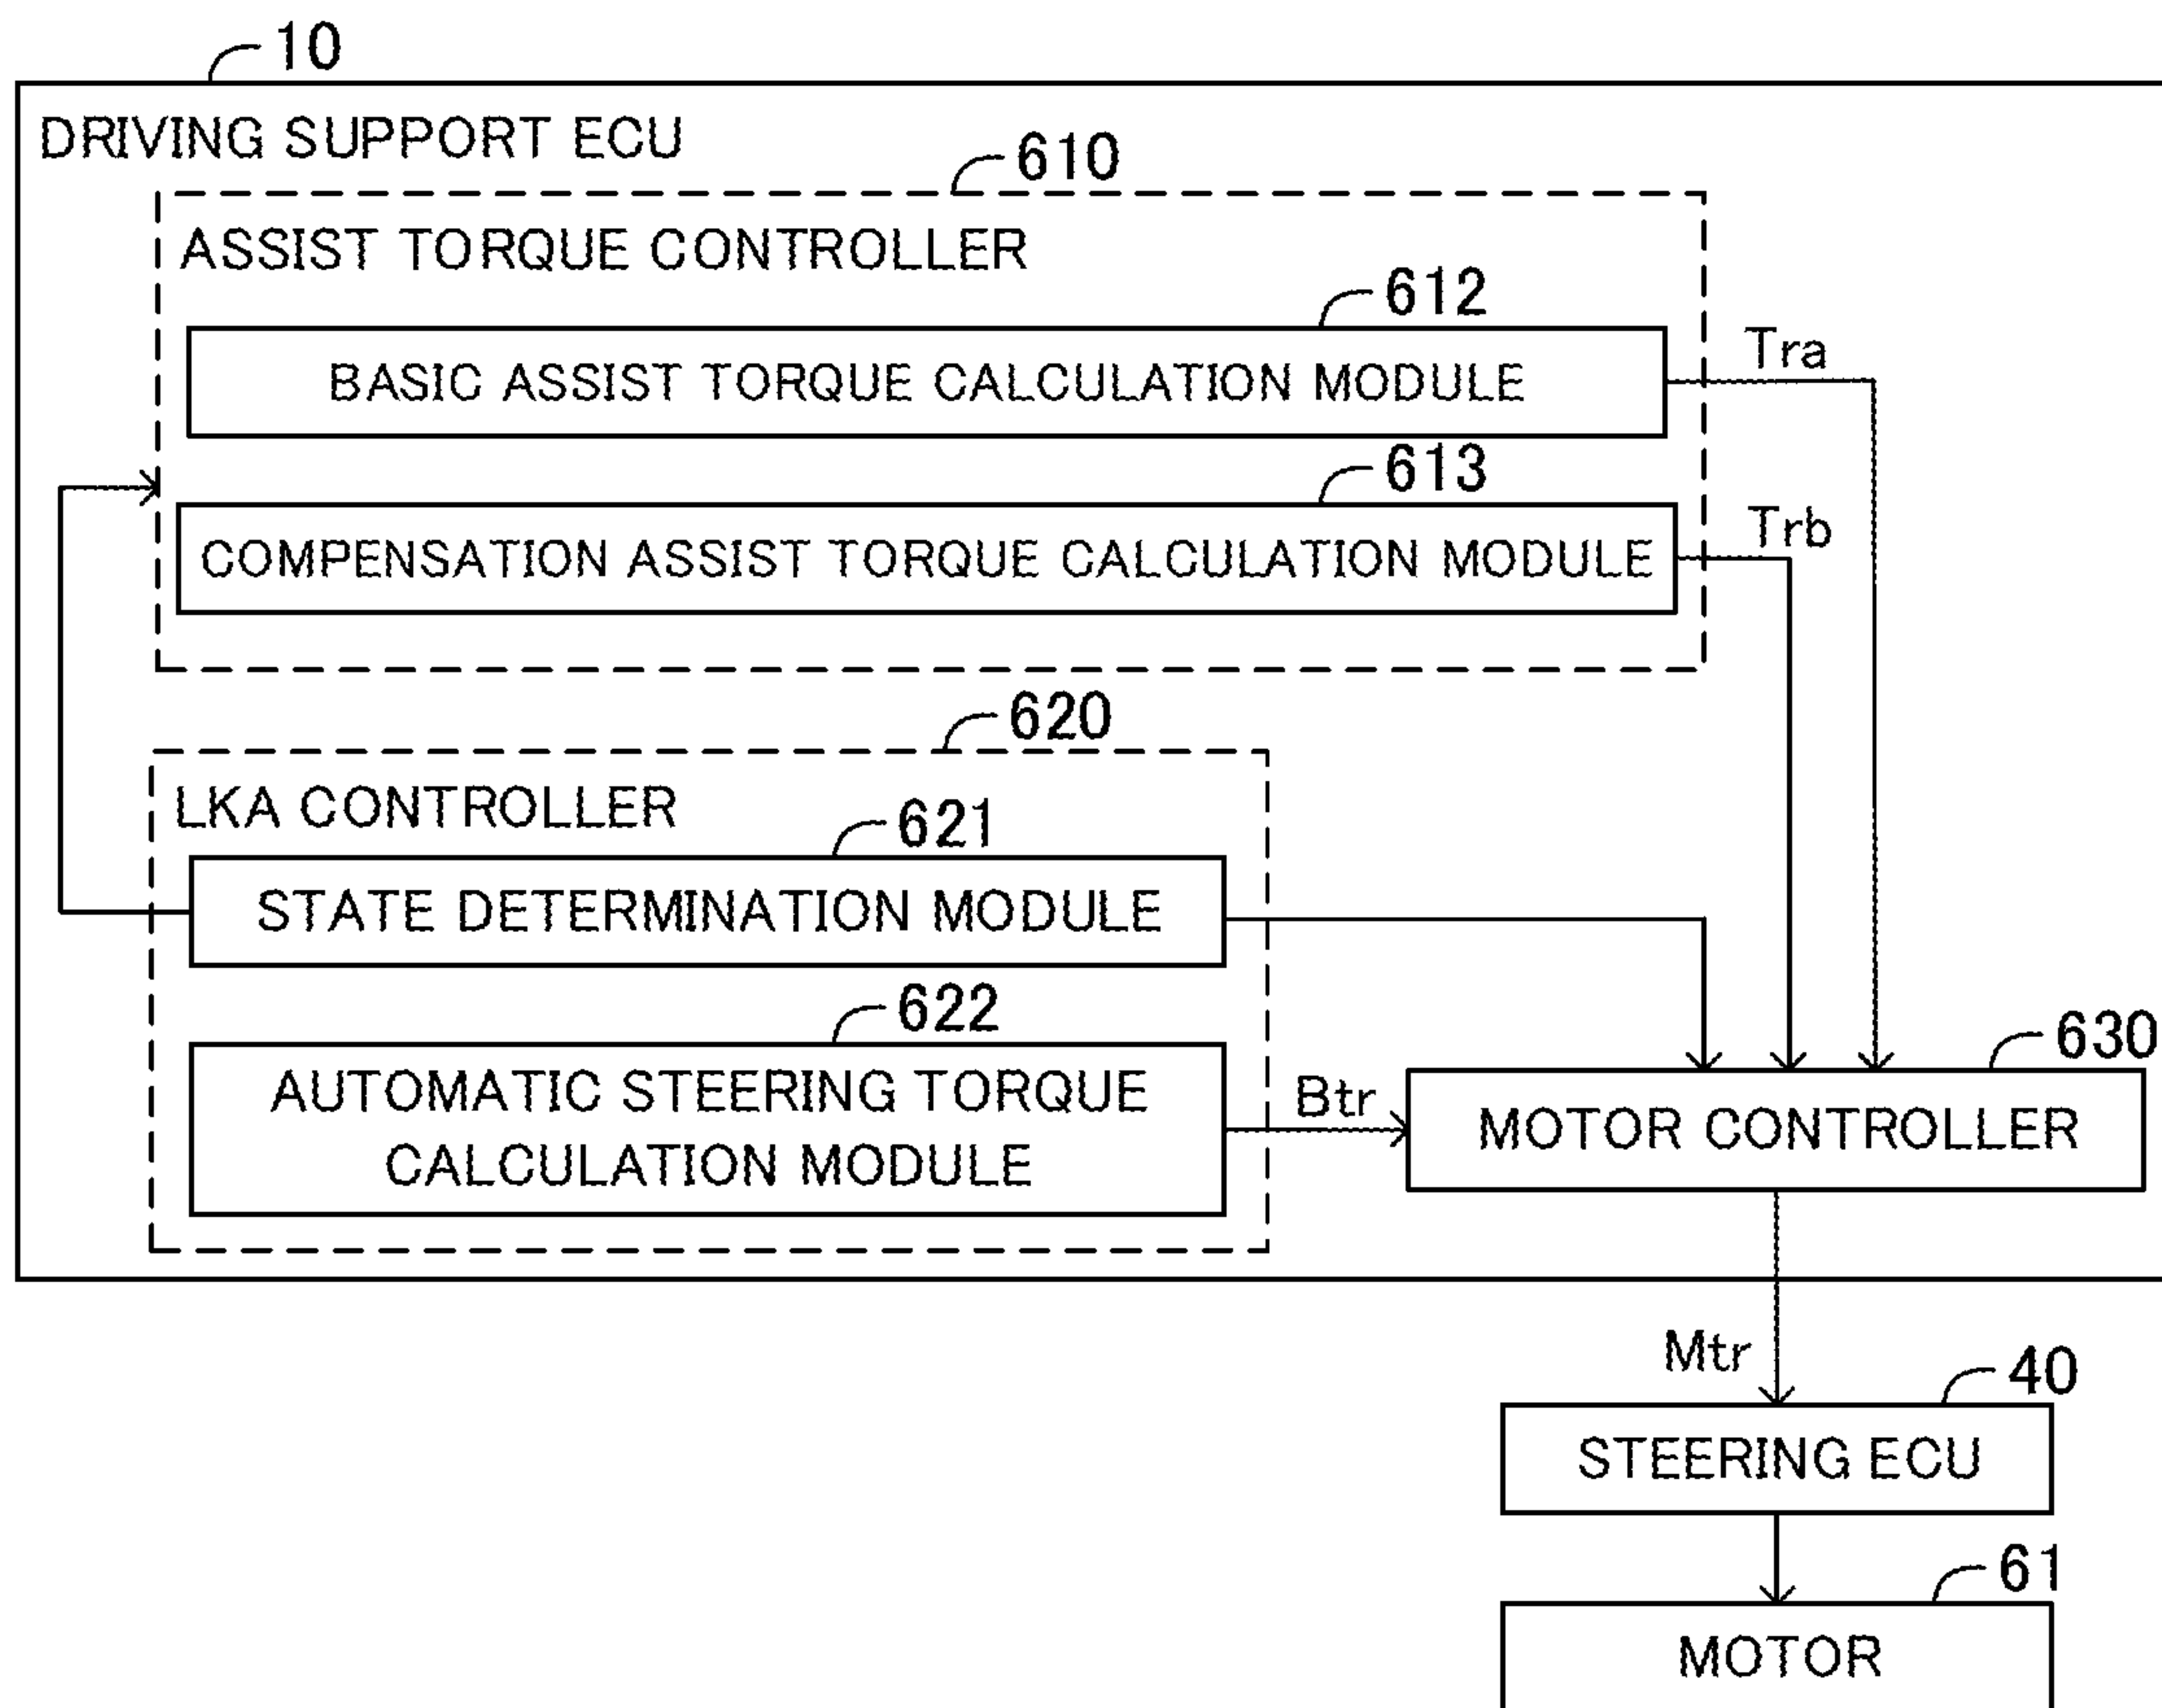 10
DRIVING SUPPORT ECU
610
ASSIST TORQUE CONTROLLER
612
BASIC ASSIST TORQUE CALCULATION MODULE
Tra
613
COMPENSATION ASSIST TORQUE CALCULATION MODULE
Trb
620
LKA CONTROLLER
621
STATE DETERMINATION MODULE
622
AUTOMATIC STEERING TORQUE
CALCULATION MODULE
Btr
630
MOTOR CONTROLLER
Mtr
40
STEERING ECU
61
MOTOR